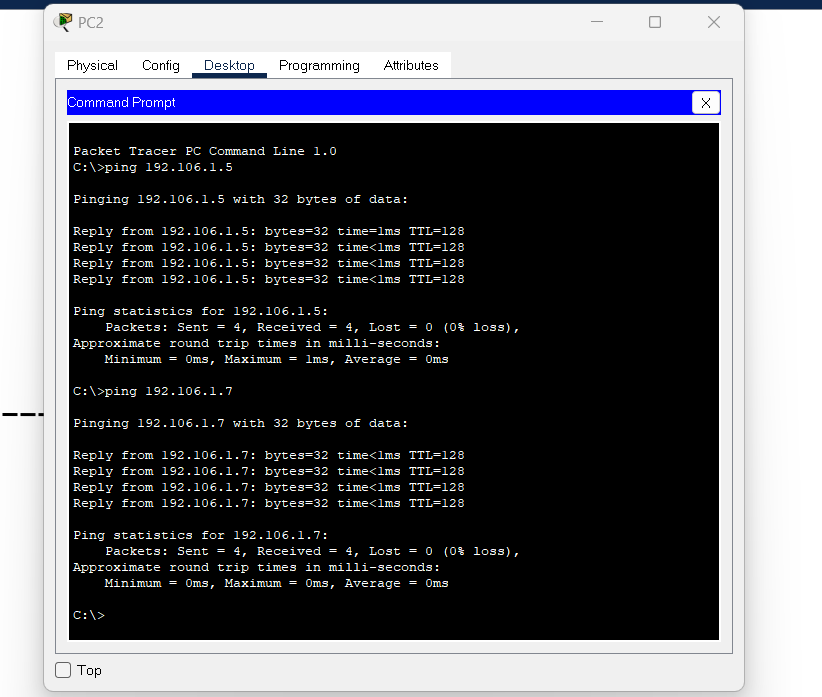 PC2
Physical Config Desktop Programming Attributes
Command Prompt
X
Packet Tracer PC Command Line 1.0
C:\>ping 192.106.1.5
Pinging 192.106.1.5 with 32 bytes of data:
Reply from 192.106.1.5: bytes=32 time=1ms TTL=128
Reply from 192.106.1.5: bytes=32 time<1ms TTL=128
Reply from 192.106.1.5: bytes=32 time<1ms TTL=128
Reply from 192.106.1.5: bytes=32 time<1ms TTL=128
Ping statistics for 192.106.1.5:
    Packets: Sent = 4, Received = 4, Lost = 0 (0% loss),
Approximate round trip times in milli-seconds:
    Minimum = 0ms, Maximum = 1ms, Average = 0ms
C:\>ping 192.106.1.7
Pinging 192.106.1.7 with 32 bytes of data:
Reply from 192.106.1.7: bytes=32 time<1ms TTL=128
Reply from 192.106.1.7: bytes=32 time<1ms TTL=128
Reply from 192.106.1.7: bytes=32 time<1ms TTL=128
Reply from 192.106.1.7: bytes=32 time<1ms TTL=128
Ping statistics for 192.106.1.7:
    Packets: Sent = 4, Received = 4, Lost = 0 (0% loss),
Approximate round trip times in milli-seconds:
    Minimum = 0ms, Maximum = 0ms, Average = 0ms
C:\>
Top